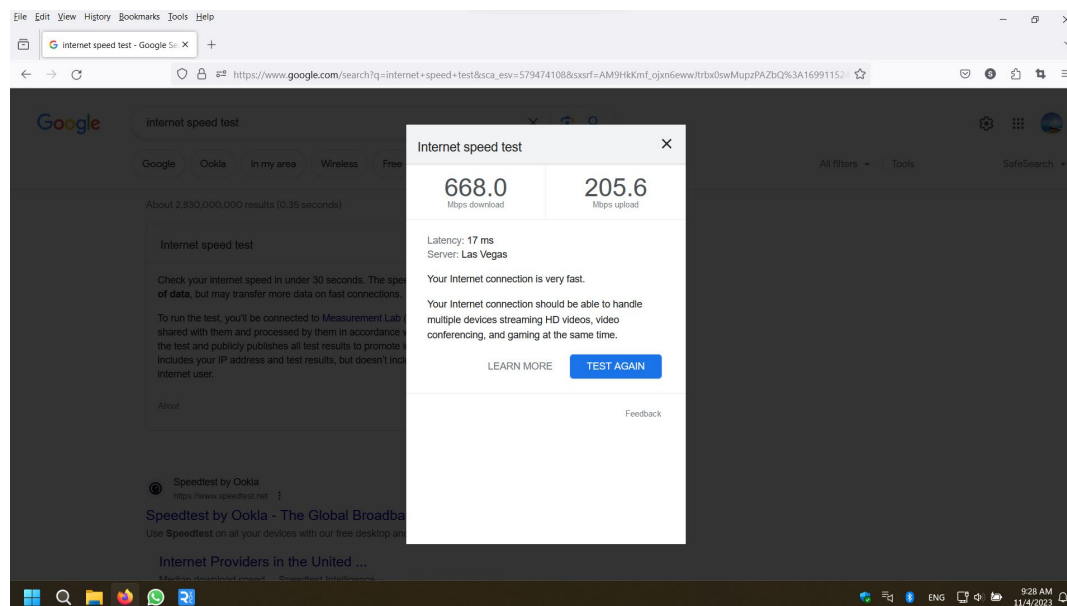 File Edit View History Bookmarks Tools Help
internet speed test - Google Se
https://www.google.com/search?q=internet+speed+test&sca_esv=579474108&sxsrf=
Google
internet speed test
Google Ookla In my area Wireless Free
All filters Tools SafeSearch
About 2,830,000,000 results (0.35 seconds)
Internet speed test
Check your internet speed in under 30 seconds. The spee
of data, but may transfer more data on fast connections.
To run the test, you'll be connected to Measurement Lab (
shared with them and processed by them in accordance
the test and publicly publishes all test results to promote
includes your IP address and test results, but doesn't incl
internet user.
About
Speedtest by Ookla
https://www.speedtest.net
Speedtest by Ookla - The Global Broadba
Use Speedtest on all your devices with our free desktop an
Internet Providers in the United ...
Median download speed ... Speedtest Intelligence
Internet speed test
668.0 205.6
Mbps download Mbps upload
Latency: 17 ms
Server: Las Vegas
Your Internet connection is very fast.
Your Internet connection should be able to handle
multiple devices streaming HD videos, video
conferencing, and gaming at the same time.
LEARN MORE TEST AGAIN
Feedback
ENG
9:28 AM
11/4/2023